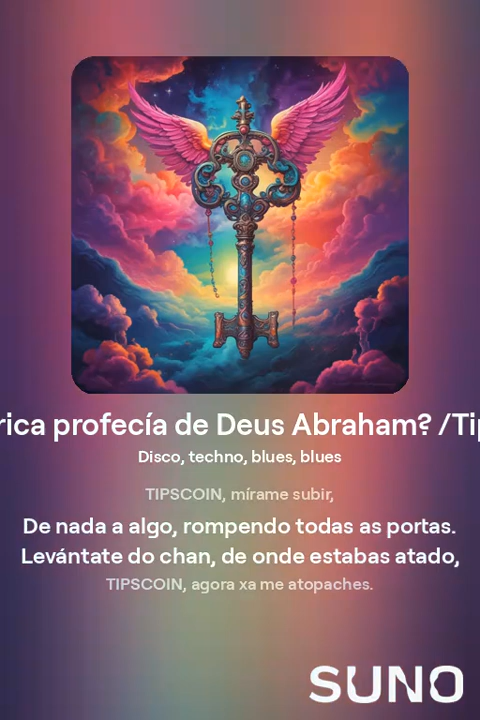 rica profecía de Deus Abraham? /Tip
Disco, techno, blues, blues
TIPSCOIN, mírame subir,
De nada a algo, rompendo todas as portas.
Levántate do chan, de onde estabas atado,
TIPSCOIN, agora xa me atopaches.
SUNO